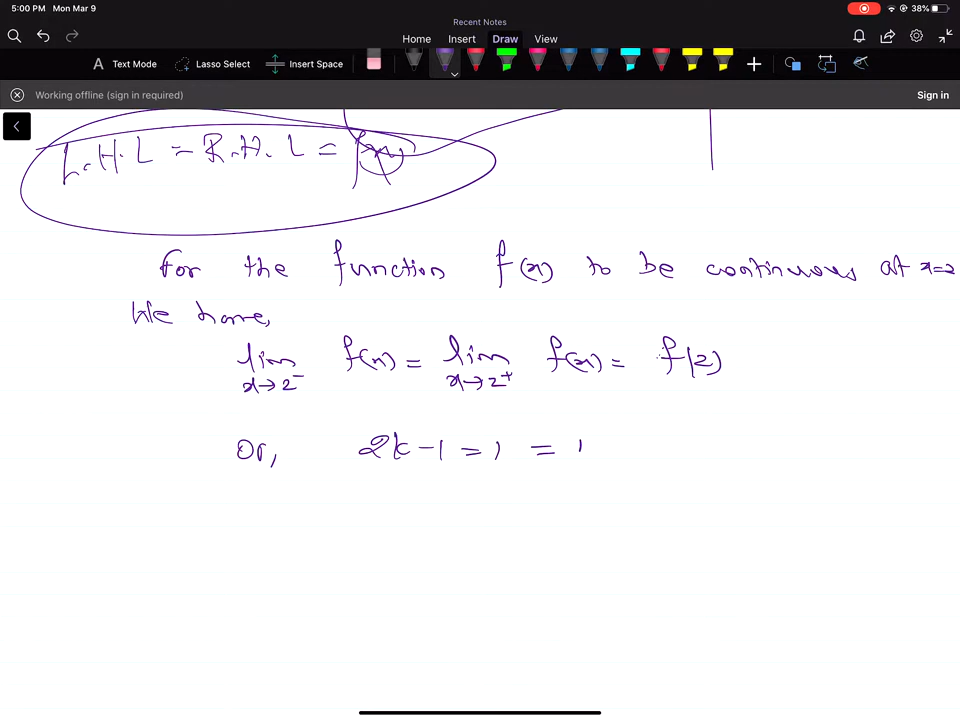 5:00 PM Mon Mar 9
38%
Recent Notes
Home Insert Draw View
Text Mode Lasso Select Insert Space
Working offline (sign in required) Sign in
L.H.L = R.H.L =
For the function f(x) to be continuous at x=2
We have,
lim x→2⁻ f(x) = lim x→2⁺ f(x) = f(2)
Or, 2k-1 = 1 = 1